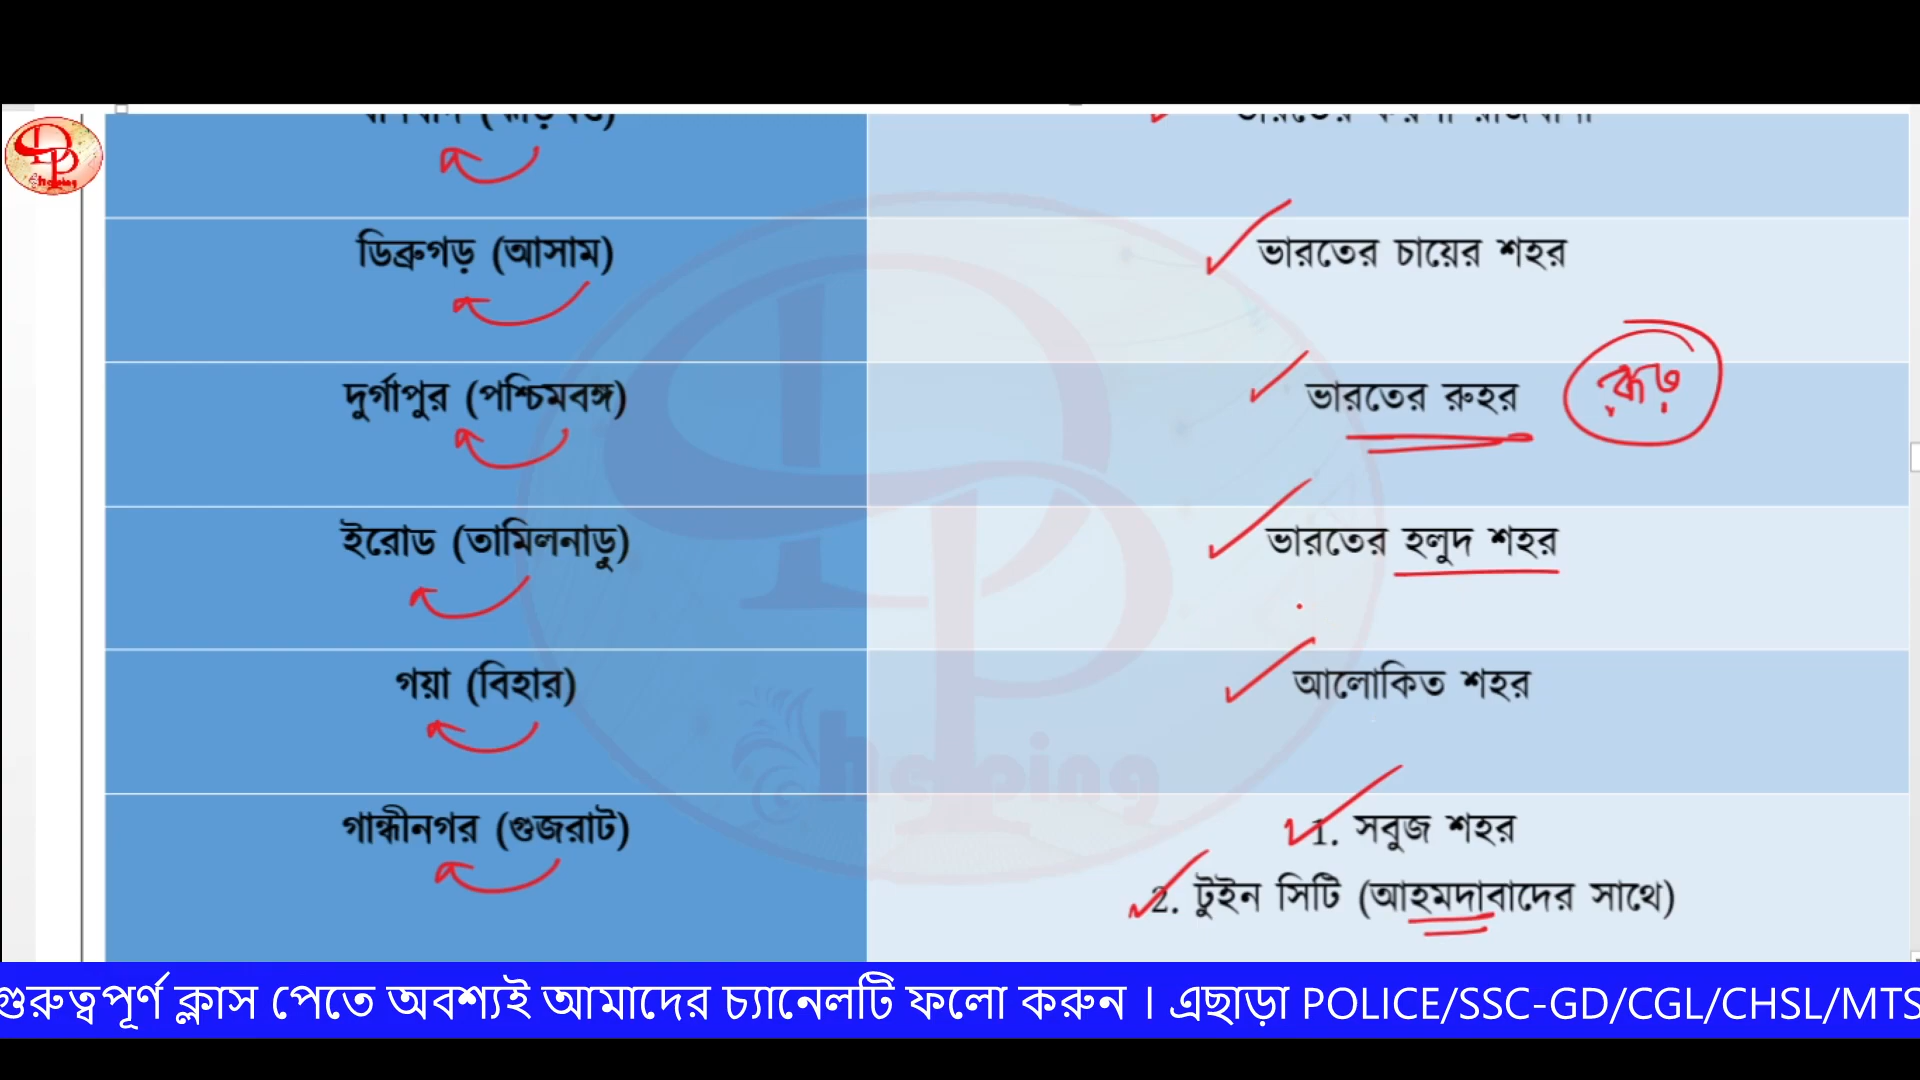 ডিব্রুগড় (আসাম)
ভারতের চায়ের শহর
দুর্গাপুর (পশ্চিমবঙ্গ)
ভারতের রুহর
রূঢ়
ইরোড (তামিলনাড়ু)
ভারতের হলুদ শহর
গয়া (বিহার)
আলোকিত শহর
গান্ধীনগর (গুজরাট)
1. সবুজ শহর
2. টুইন সিটি (আহমদাবাদের সাথে)
গুরুত্বপূর্ণ ক্লাস পেতে অবশ্যই আমাদের চ্যানেলটি ফলো করুন । এছাড়া POLICE/SSC-GD/CGL/CHSL/MTS
DP
helping